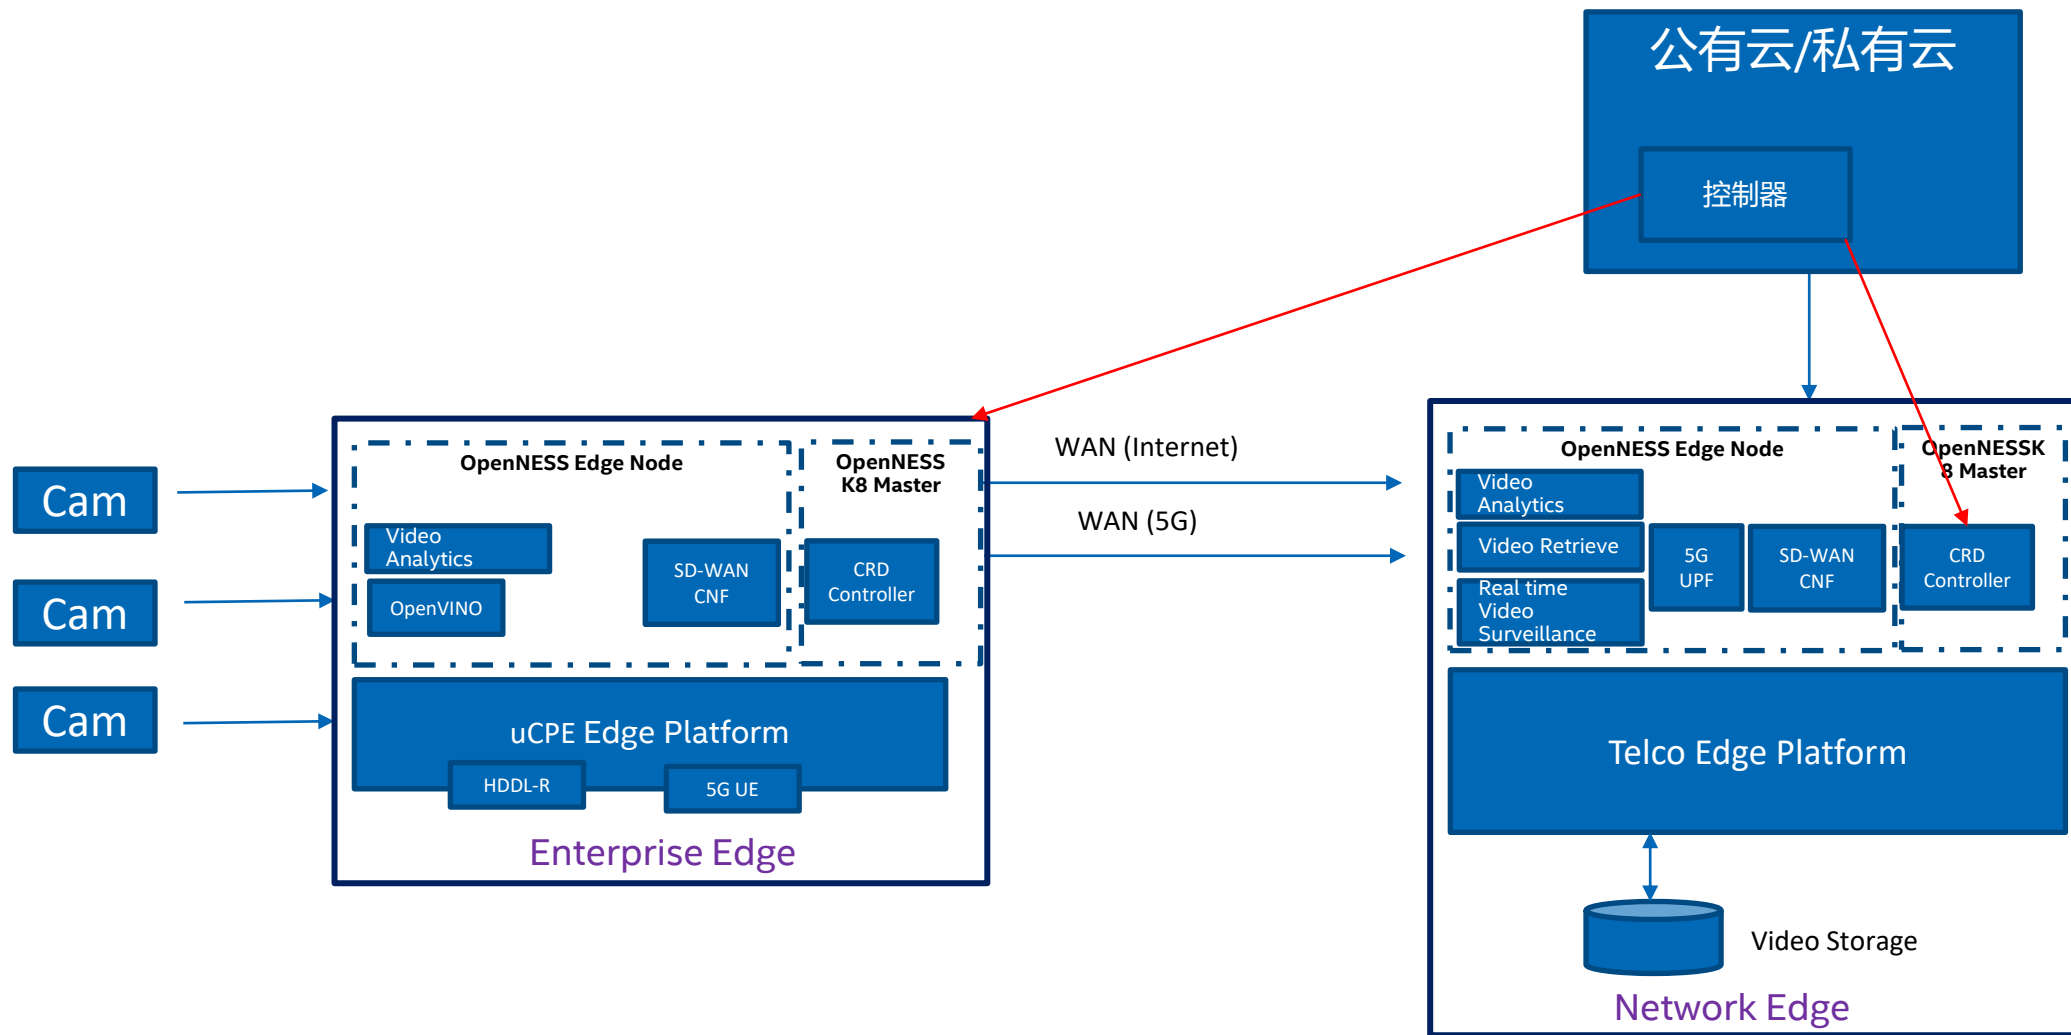 公有云/私有云
控制器
Cam
Cam
Cam
OpenNESS Edge Node
OpenNESS
K8 Master
Video
Analytics
OpenVINO
SD-WAN
CNF
CRD
Controller
uCPE Edge Platform
HDDL-R
5G UE
Enterprise Edge
WAN (Internet)
WAN (5G)
OpenNESS Edge Node
OpenNESSK
8 Master
Video
Analytics
Video Retrieve
Real time
Video
Surveillance
5G
UPF
SD-WAN
CNF
CRD
Controller
Telco Edge Platform
Video Storage
Network Edge